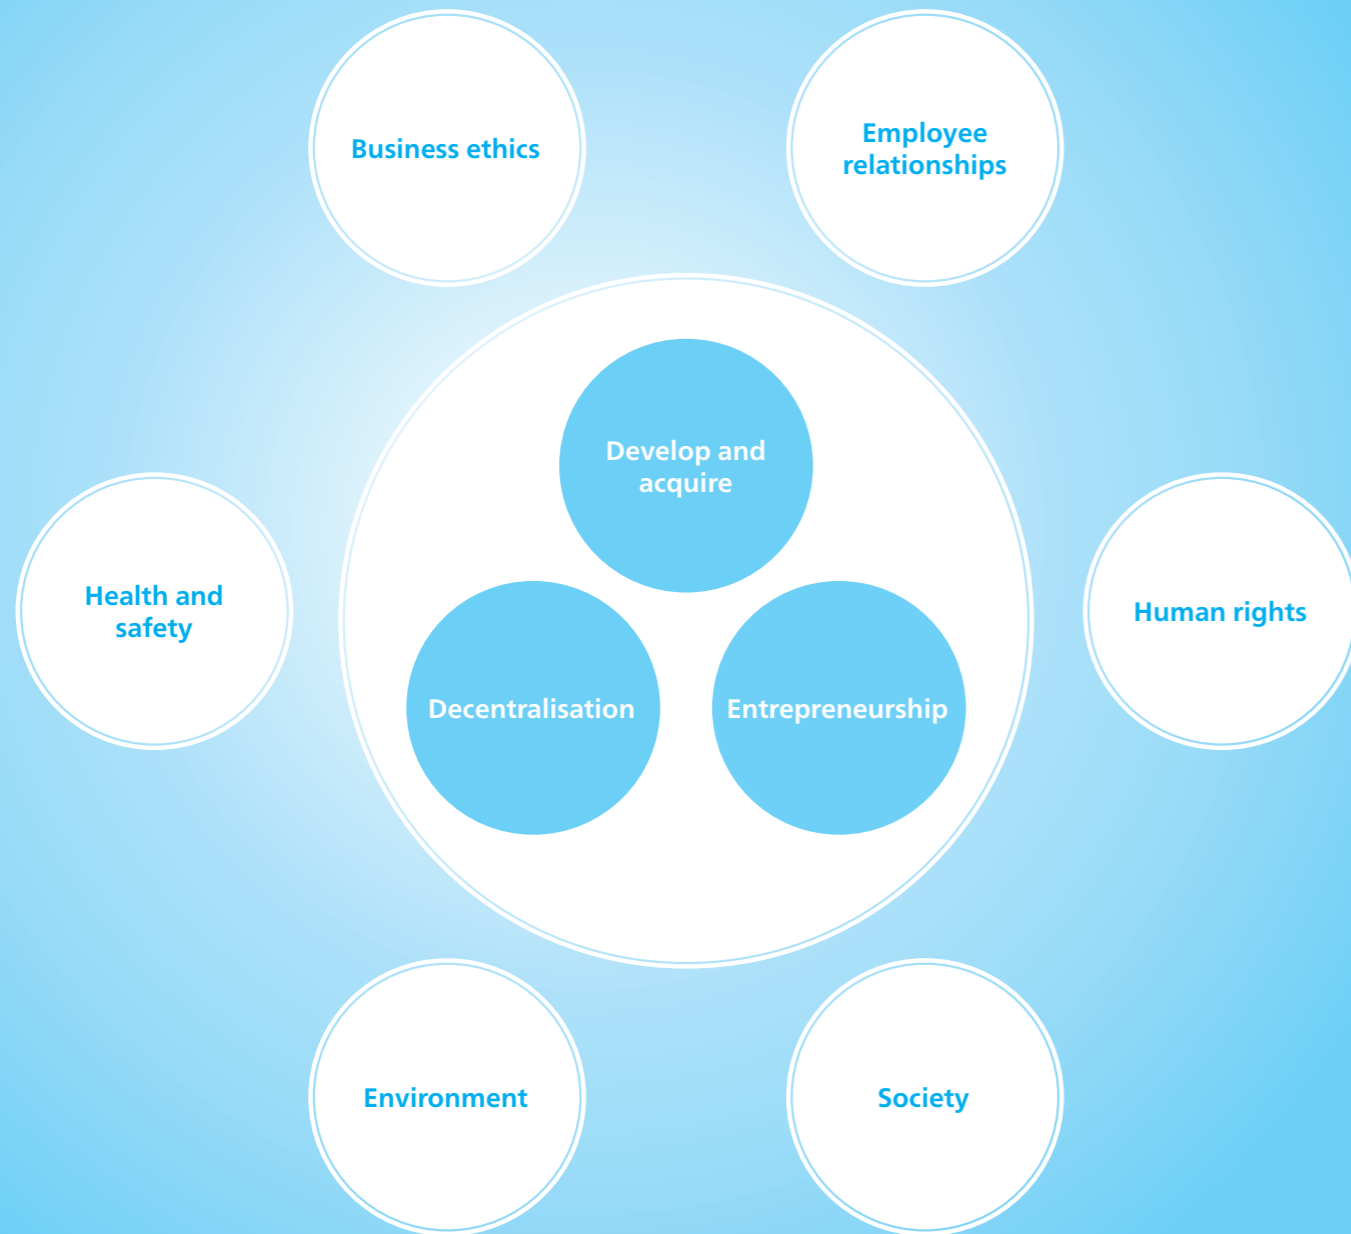 Business ethics
Employee
relationships
Develop and
acquire
Health and
safety
Human rights
Decentralisation
Entrepreneurship
Environment
Society